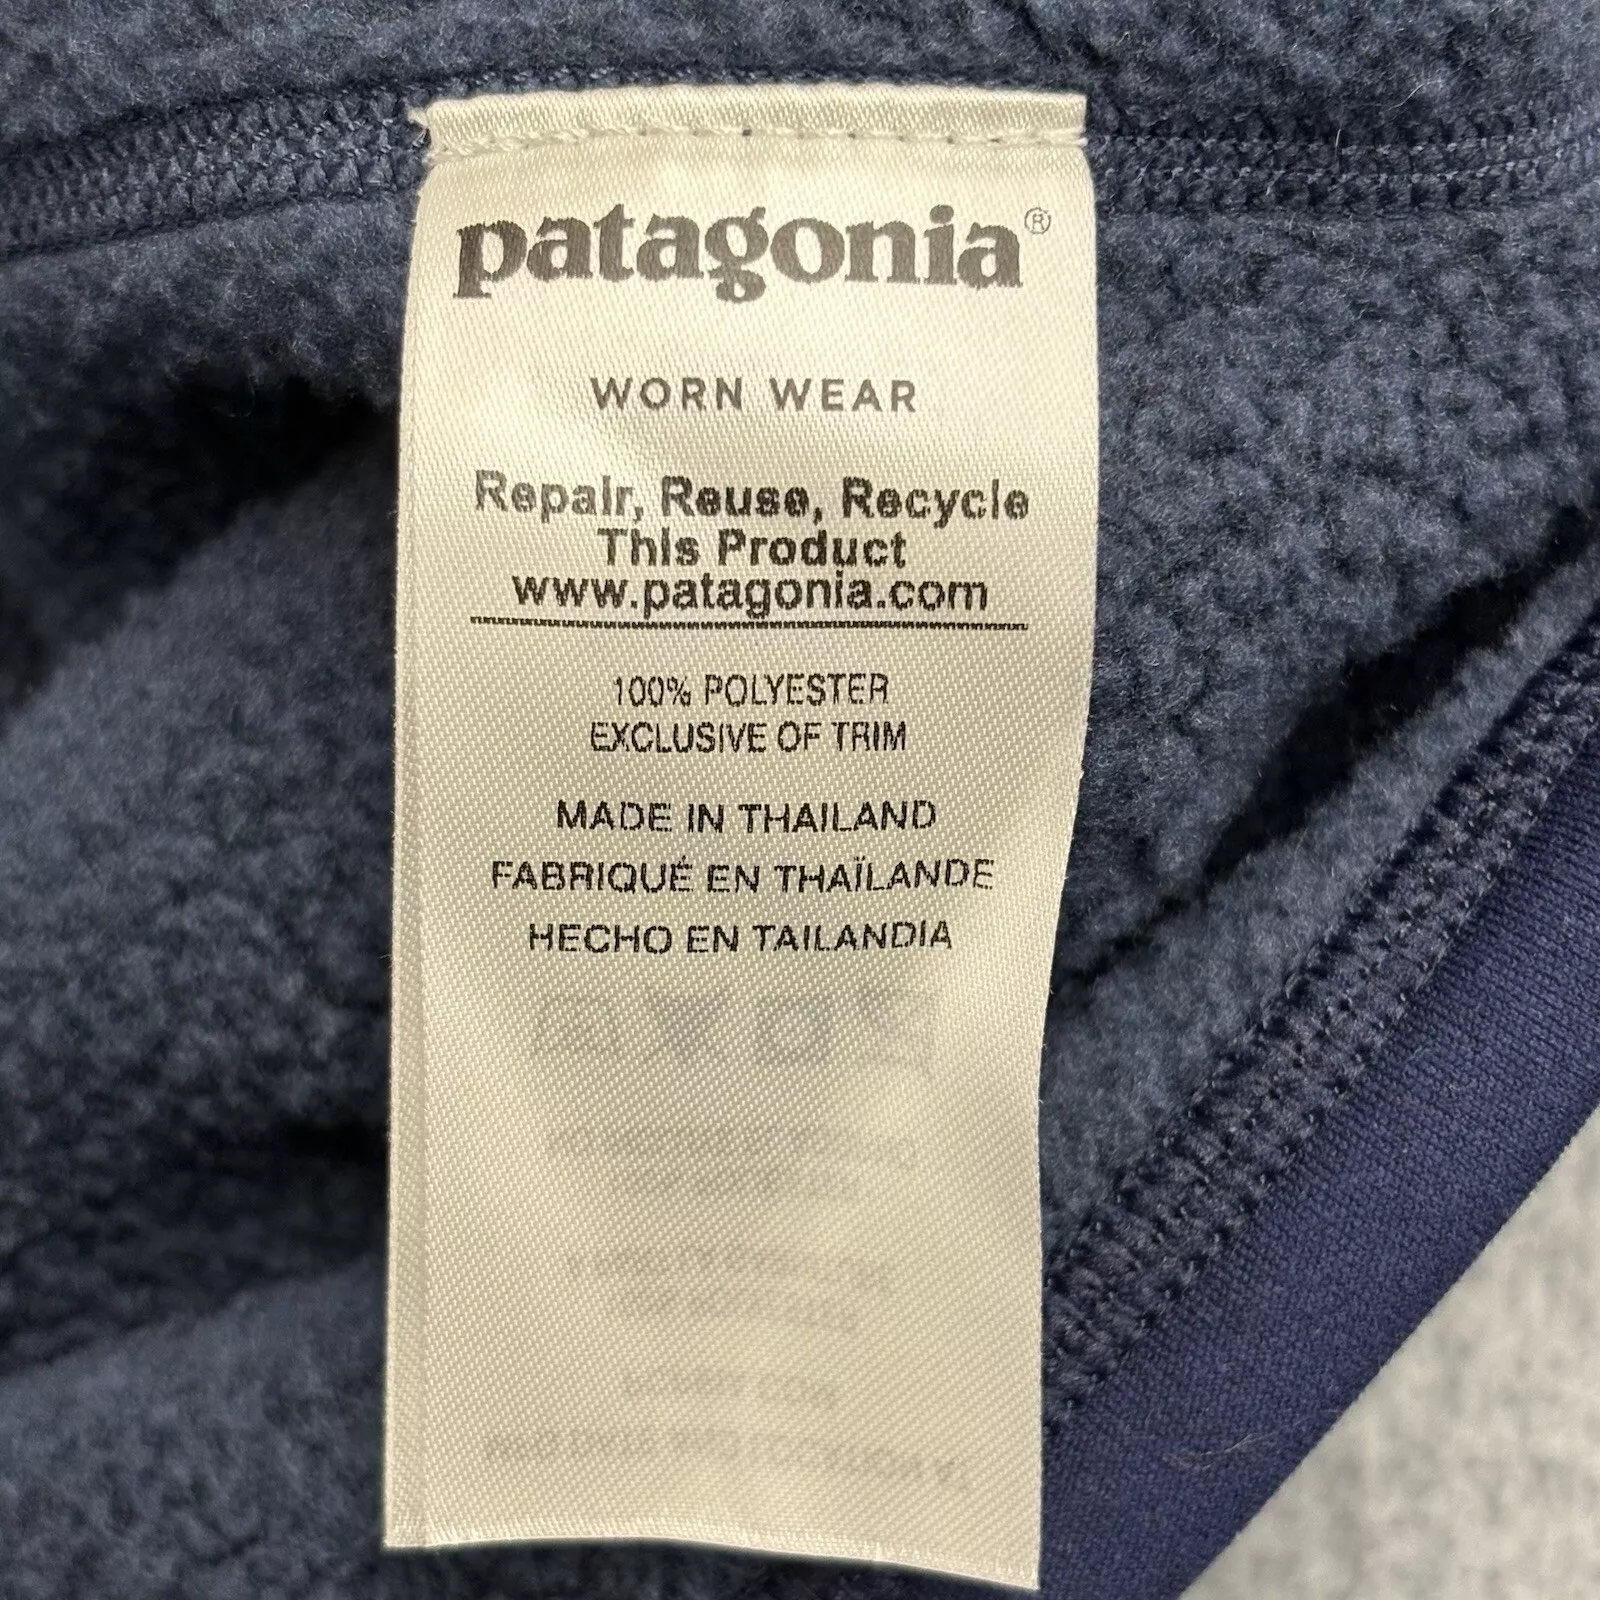 patagonia®
WORN WEAR
Repair, Reuse, Recycle
This Product
www.patagonia.com
100% POLYESTER
EXCLUSIVE OF TRIM
MADE IN THAILAND
FABRIQUÉ EN THAÏLANDE
HECHO EN TAILANDIA